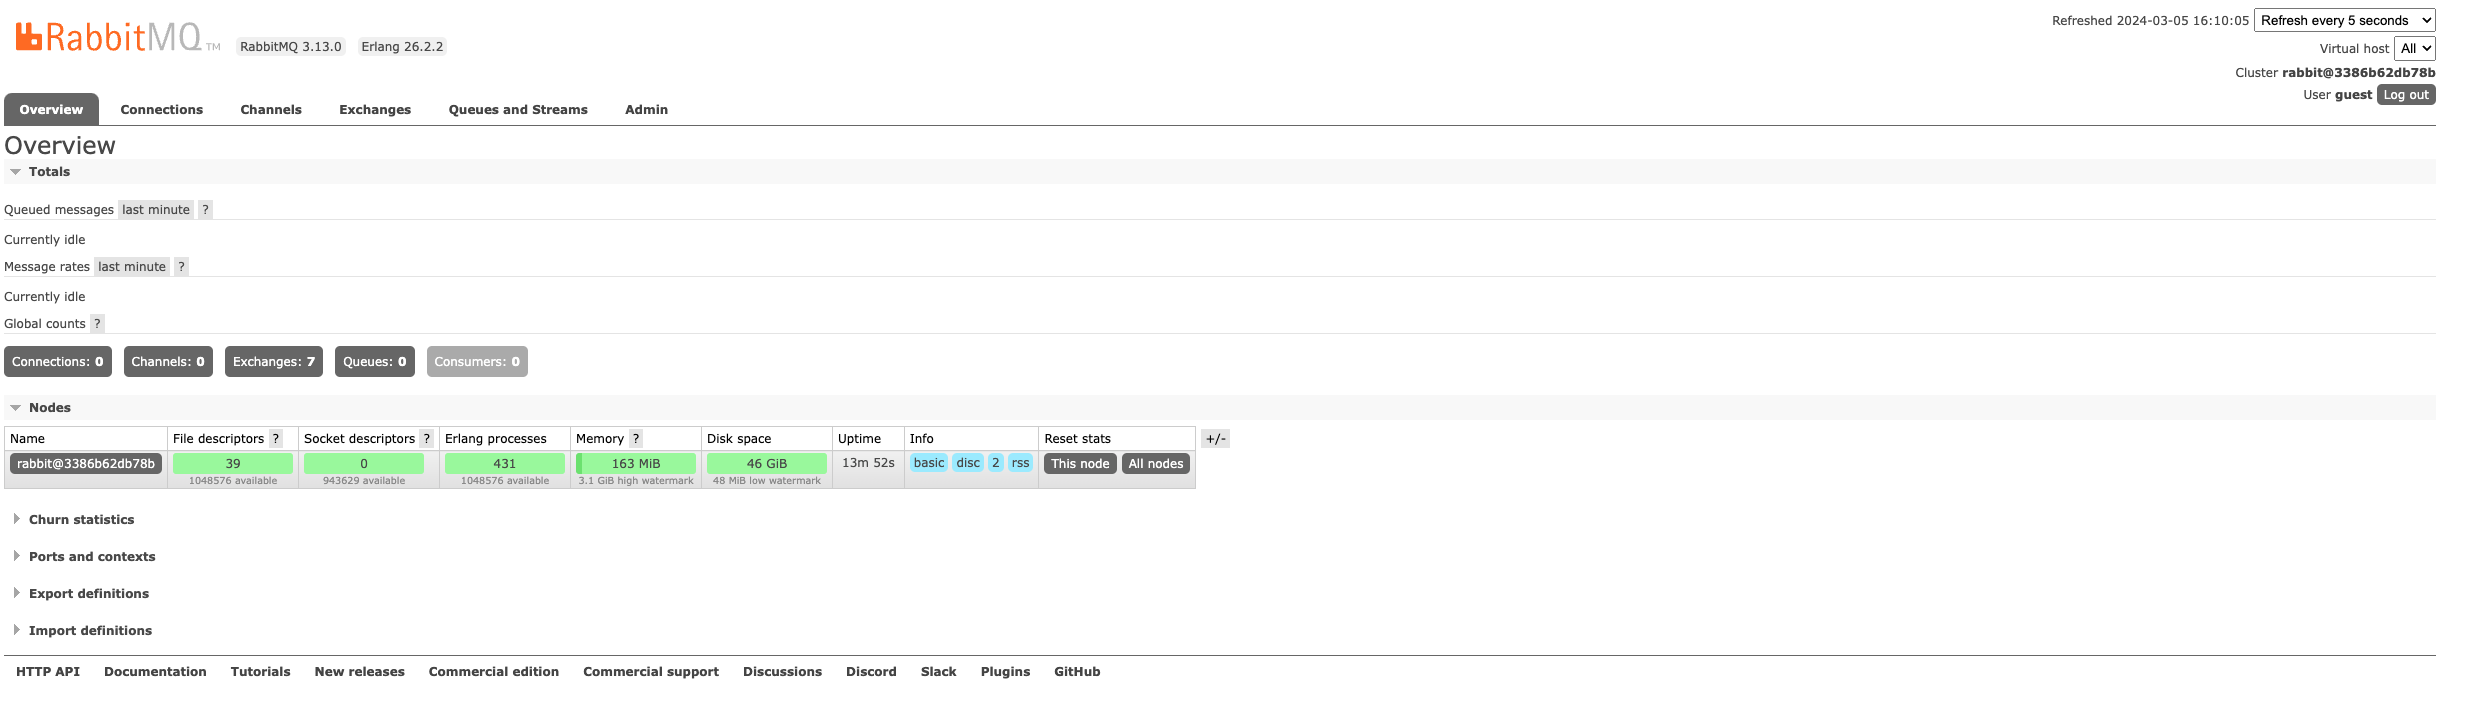 RabbitMQ TM RabbitMQ 3.13.0 Erlang 26.2.2
Refreshed 2024-03-05 16:10:05 Refresh every 5 seconds
Virtual host All
Cluster rabbit@3386b62db78b
User guest Log out
Overview Connections Channels Exchanges Queues and Streams Admin
Overview
Totals
Queued messages last minute ?
Currently idle
Message rates last minute ?
Currently idle
Global counts ?
Connections: 0 Channels: 0 Exchanges: 7 Queues: 0 Consumers: 0
Nodes
Name File descriptors ? Socket descriptors ? Erlang processes Memory ? Disk space Uptime Info Reset stats +/-
rabbit@3386b62db78b 39 0 431 163 MiB 46 GiB 13m 52s basic disc 2 rss This node All nodes
1048576 available 943629 available 1048576 available 3.1 GiB high watermark 48 MiB low watermark
Churn statistics
Ports and contexts
Export definitions
Import definitions
HTTP API Documentation Tutorials New releases Commercial edition Commercial support Discussions Discord Slack Plugins GitHub